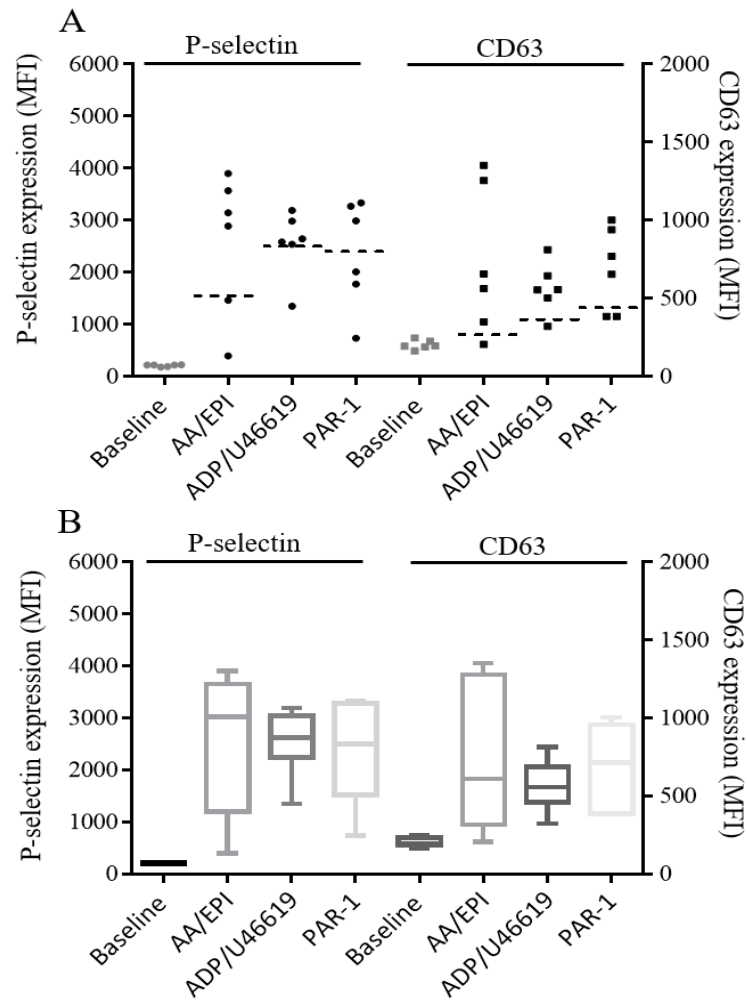 A
P-selectin
CD63
P-selectin expression (MFI)
6000
5000
4000
3000
2000
1000
0
CD63 expression (MFI)
2000
1500
1000
500
0
Baseline
AA/EPI
ADP/U46619
PAR-1
Baseline
AA/EPI
ADP/U46619
PAR-1
B
P-selectin
CD63
P-selectin expression (MFI)
6000
5000
4000
3000
2000
1000
0
CD63 expression (MFI)
2000
1500
1000
500
0
Baseline
AA/EPI
ADP/U46619
PAR-1
Baseline
AA/EPI
ADP/U46619
PAR-1